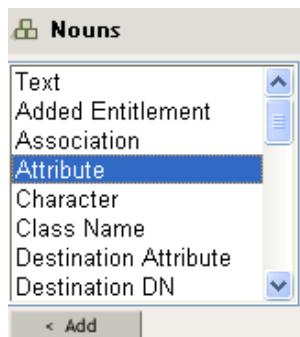 Nouns
Text
Added Entitlement
Association
Attribute
Character
Class Name
Destination Attribute
Destination DN
< Add